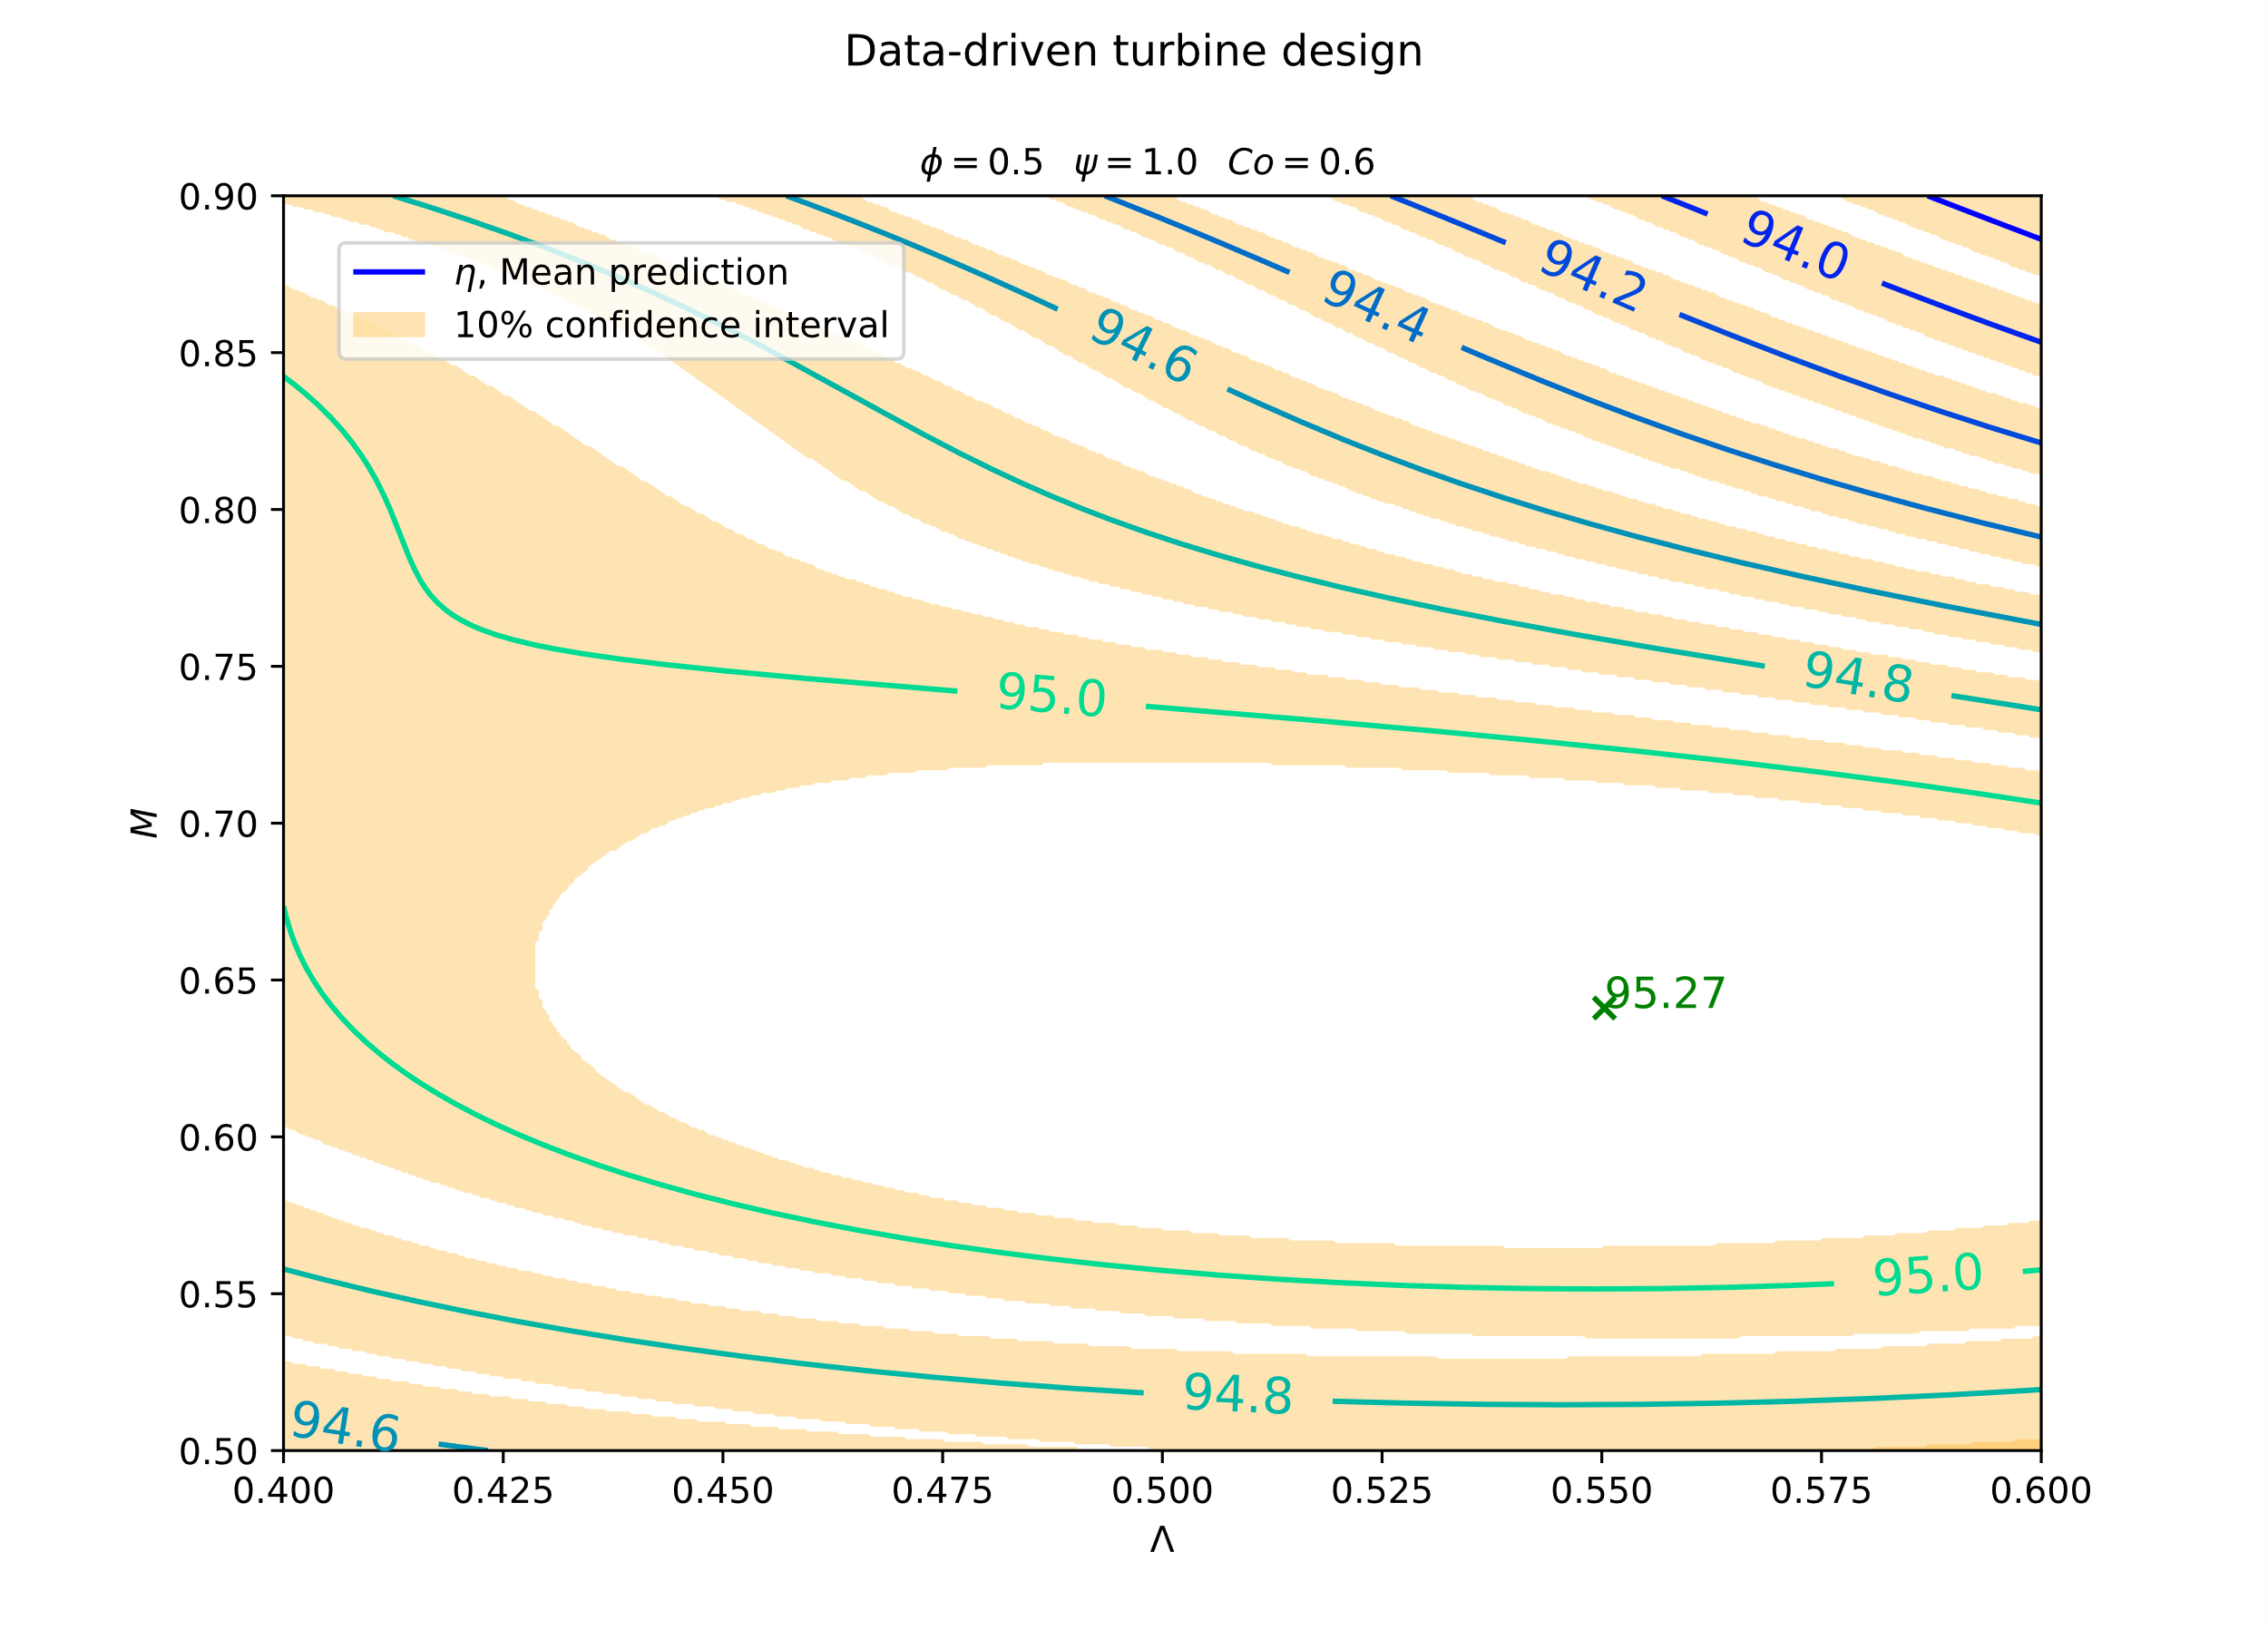 Data-driven turbine design
ϕ = 0.5 ψ = 1.0 Co = 0.6
0.90
0.85
0.80
0.75
0.70
0.65
0.60
0.55
0.50
M
η, Mean prediction
10% confidence interval
94.0
94.2
94.4
94.6
94.8
95.0
95.27
95.0
94.8
94.6
0.400 0.425 0.450 0.475 0.500 0.525 0.550 0.575 0.600
Λ